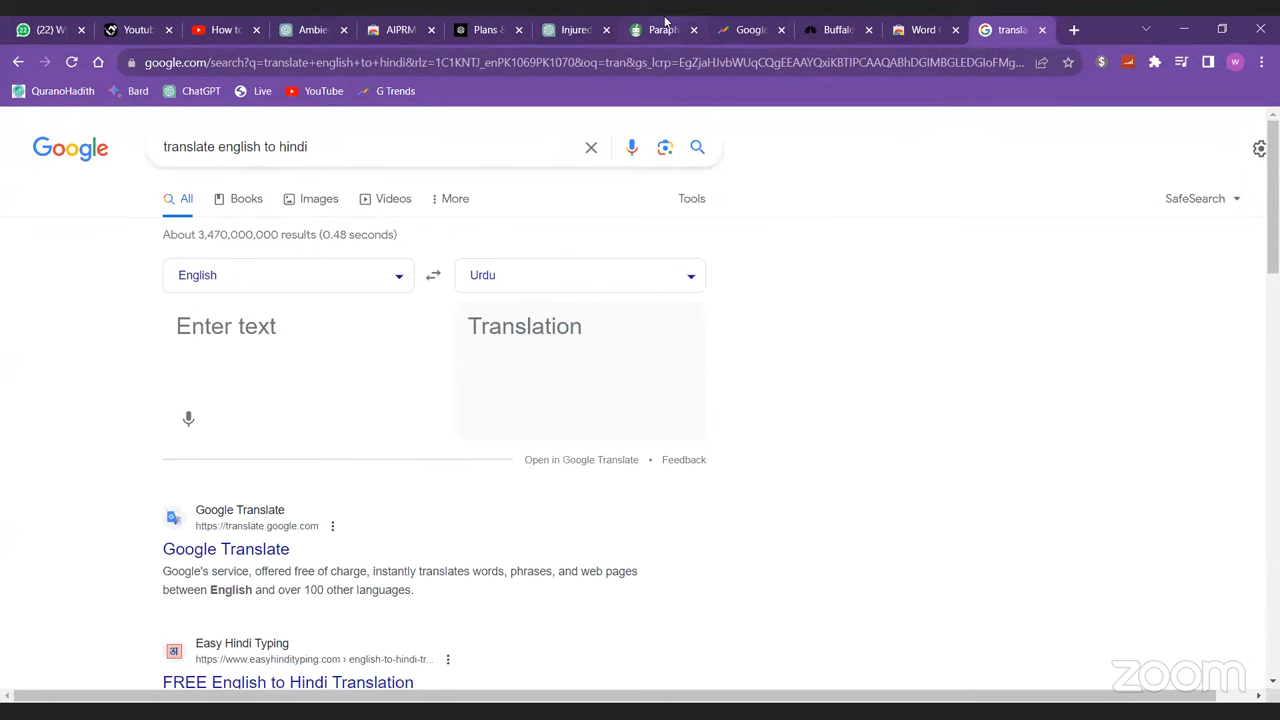 (22) W
Youtub
How to
Ambie
AIPRM
Plans &
Injured
Paraph
Google
Buffalo
Word C
transla
google.com/search?q=translate+english+to+hindi&rlz=1C1KNTJ_enPK1069PK1070&oq=tran&gs_lcrp=EgZjaHJvbWUqCQgEEAAYQxiKBTIPCAAQABhDGIMBGLEDGIoFMg...
QuranoHadith
Bard
ChatGPT
Live
YouTube
G Trends
Google
translate english to hindi
All
Books
Images
Videos
More
Tools
SafeSearch
About 3,470,000,000 results (0.48 seconds)
English
Urdu
Enter text
Translation
Open in Google Translate • Feedback
Google Translate
https://translate.google.com
Google Translate
Google's service, offered free of charge, instantly translates words, phrases, and web pages
between English and over 100 other languages.
अ
Easy Hindi Typing
https://www.easyhindityping.com › english-to-hindi-tr...
FREE English to Hindi Translation
zoom